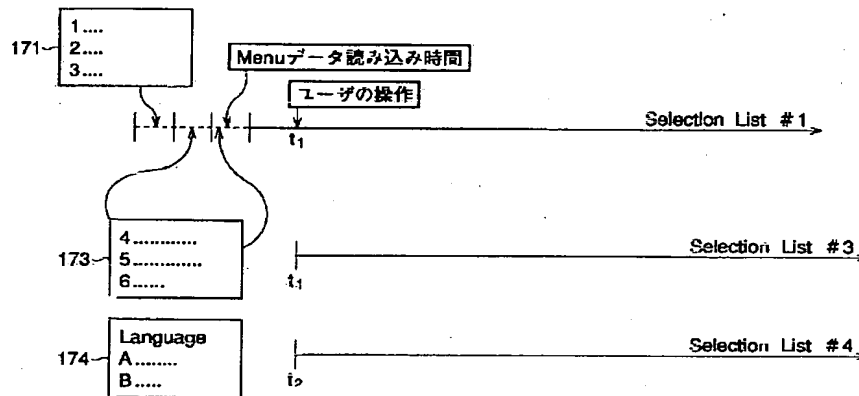 171
1....
2....
3....
Menuデータ読み込み時間
ユーザの操作
t1
Selection List #1
173
4.............
5..............
6......
t1
Selection List #3
174
Language
A........
B.....
t2
Selection List #4